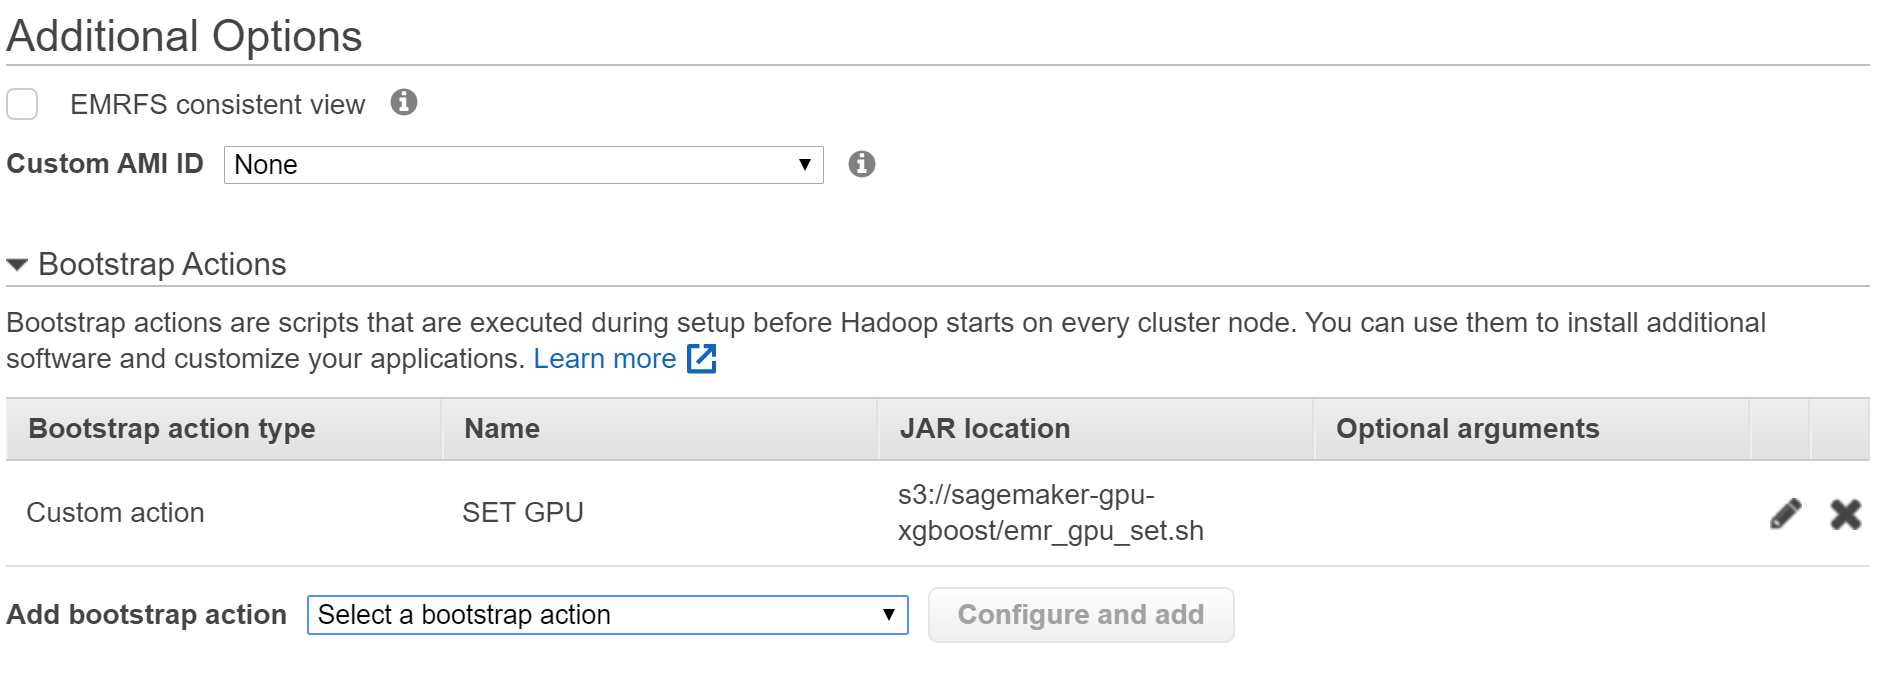 Additional Options
EMRFS consistent view
Custom AMI ID None
Bootstrap Actions
Bootstrap actions are scripts that are executed during setup before Hadoop starts on every cluster node. You can use them to install additional
software and customize your applications. Learn more
Bootstrap action type Name JAR location Optional arguments
Custom action SET GPU s3://sagemaker-gpu-
xgboost/emr_gpu_set.sh
Add bootstrap action Select a bootstrap action Configure and add